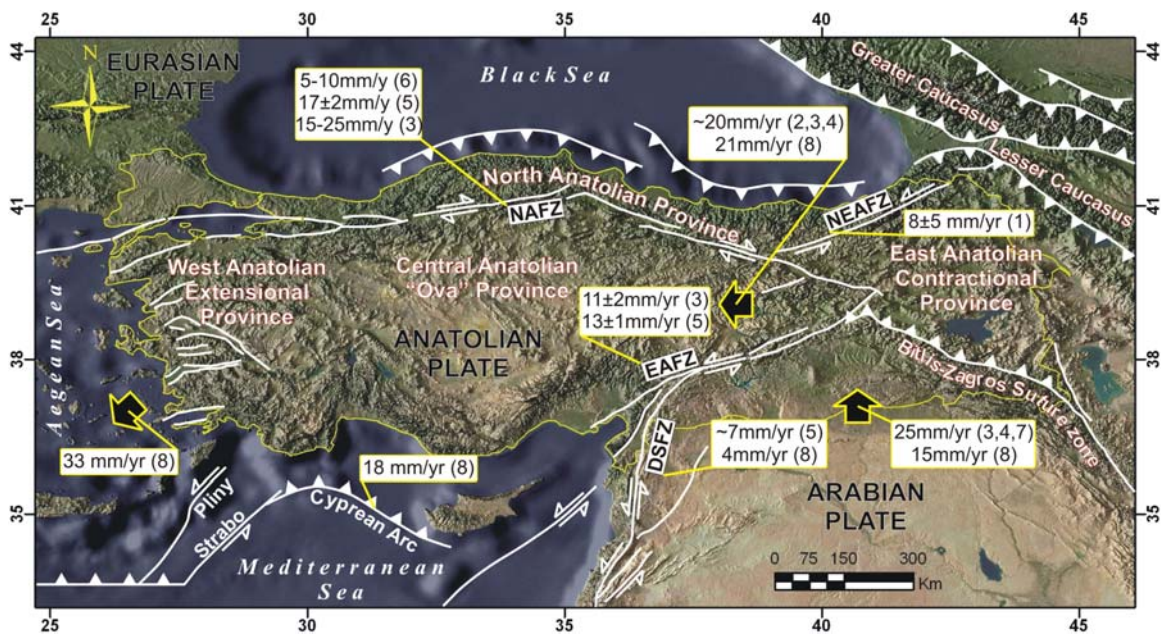 25 30 35 40 45
44 44
N
EURASIAN
PLATE
Black Sea
Greater Caucasus
Lesser Caucasus
5-10mm/y (6)
17±2mm/y (5)
15-25mm/y (3)
~20mm/yr (2,3,4)
21mm/yr (8)
41 41
North Anatolian Province
NAFZ
NEAFZ
8±5 mm/yr (1)
West Anatolian
Extensional
Province
Central Anatolian
"Ova" Province
East Anatolian
Contractional
Province
11±2mm/yr (3)
13±1mm/yr (5)
ANATOLIAN
PLATE
Aegean Sea
38 38
EAFZ
Bitlis-Zagros Suture zone
33 mm/yr (8)
18 mm/yr (8)
DSFZ
~7mm/yr (5)
4mm/yr (8)
25mm/yr (3,4,7)
15mm/yr (8)
Pliny
Strabo
Cyprean Arc
35 35
ARABIAN
PLATE
Mediterranean
Sea
0 75 150 300
Km
25 30 35 40 45